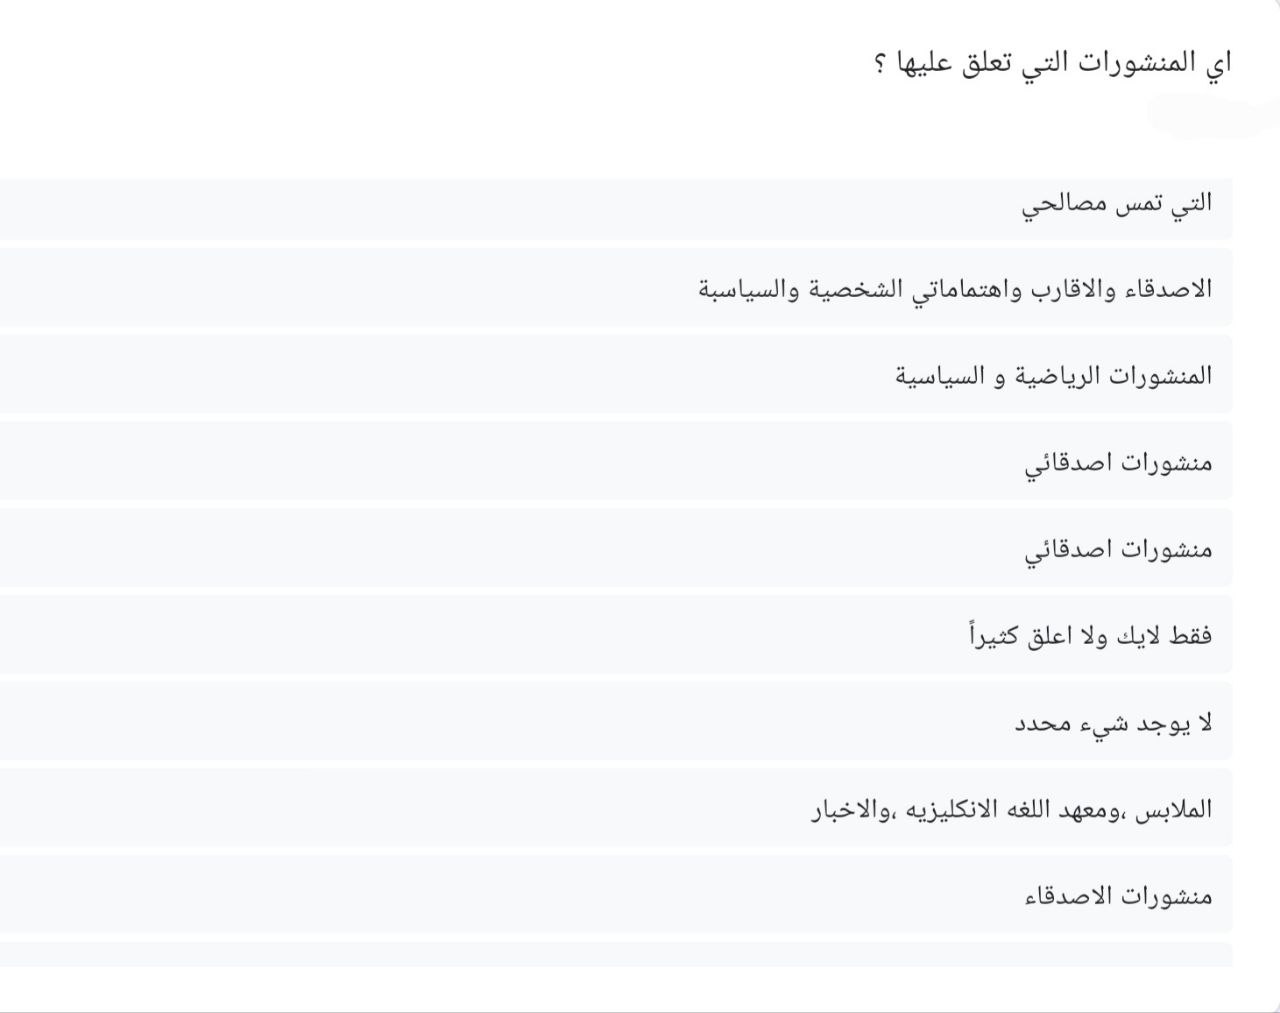 اي المنشورات التي تعلق عليها ؟
التي تمس مصالحي
الاصدقاء والاقارب واهتماماتي الشخصية والسياسبة
المنشورات الرياضية و السياسية
منشورات اصدقائي
منشورات اصدقائي
فقط لايك ولا اعلق كثيراً
لا يوجد شيء محدد
الملابس ،ومعهد اللغه الانكليزيه ،والاخبار
منشورات الاصدقاء